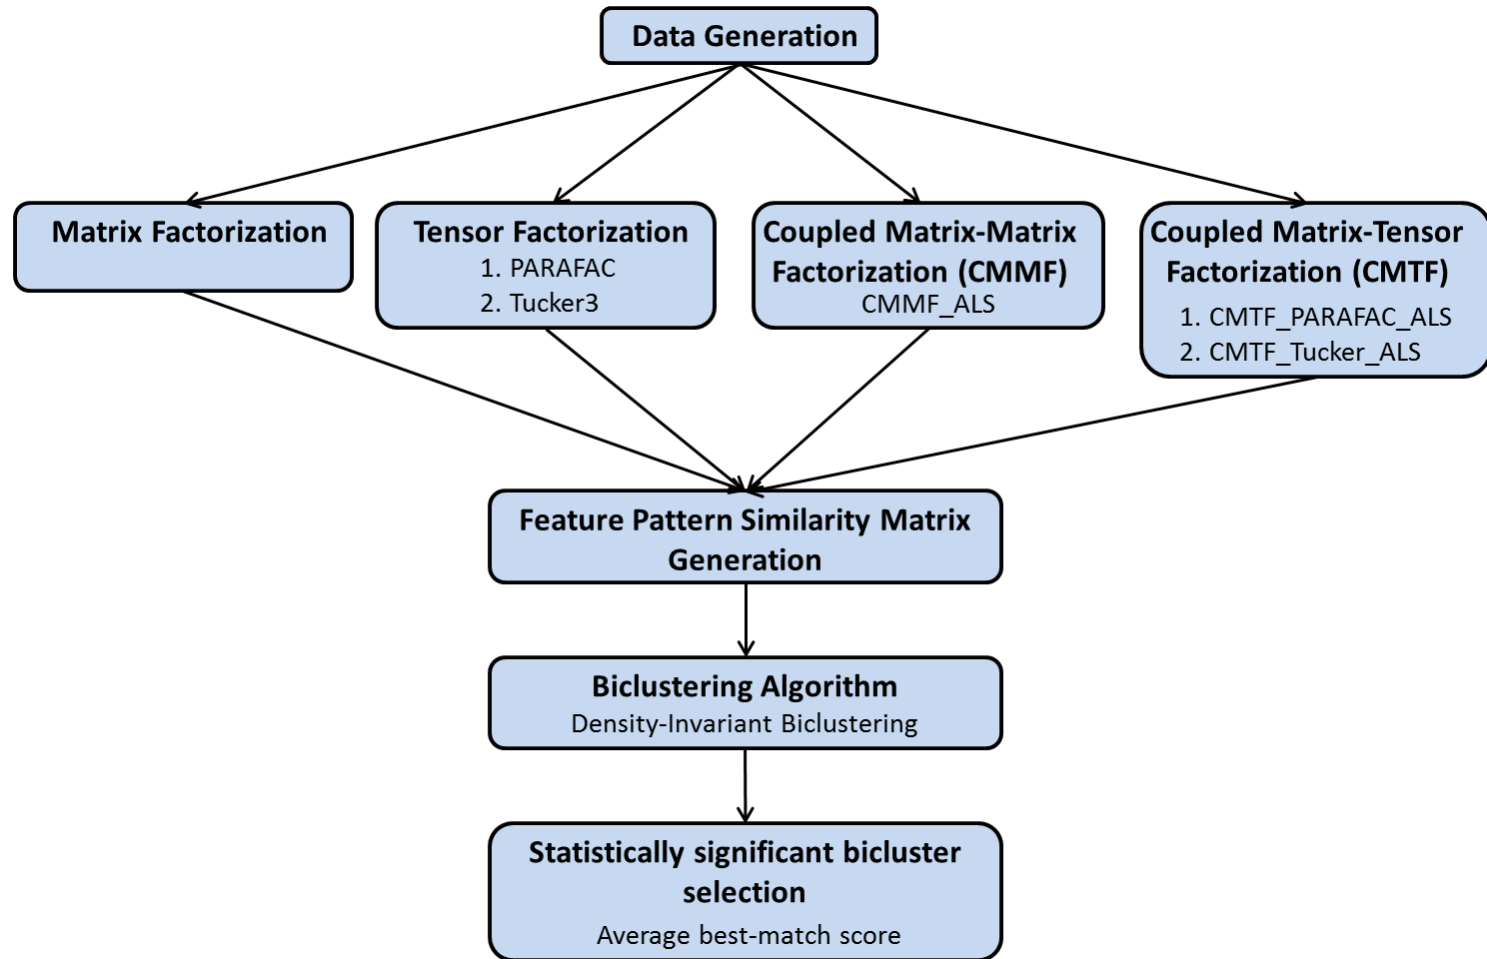 Data Generation
Matrix Factorization
Tensor Factorization
1. PARAFAC
2. Tucker3
Coupled Matrix-Matrix
Factorization (CMMF)
CMMF_ALS
Coupled Matrix-Tensor
Factorization (CMTF)
1. CMTF_PARAFAC_ALS
2. CMTF_Tucker_ALS
Feature Pattern Similarity Matrix
Generation
Biclustering Algorithm
Density-Invariant Biclustering
Statistically significant bicluster
selection
Average best-match score